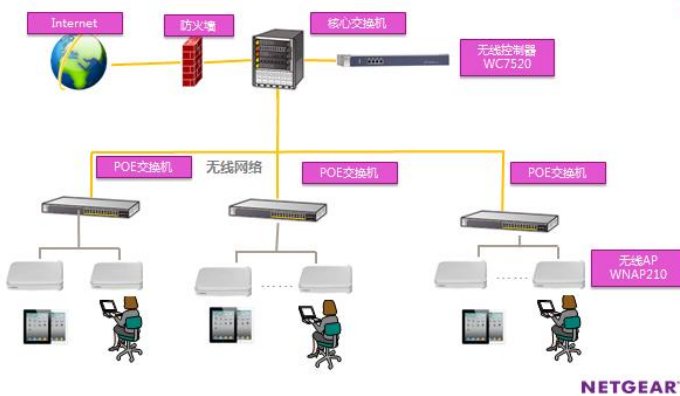 Internet
防火墙
核心交换机
无线控制器
WC7520
POE交换机
无线网络
POE交换机
POE交换机
无线AP
WNAP210
NETGEAR